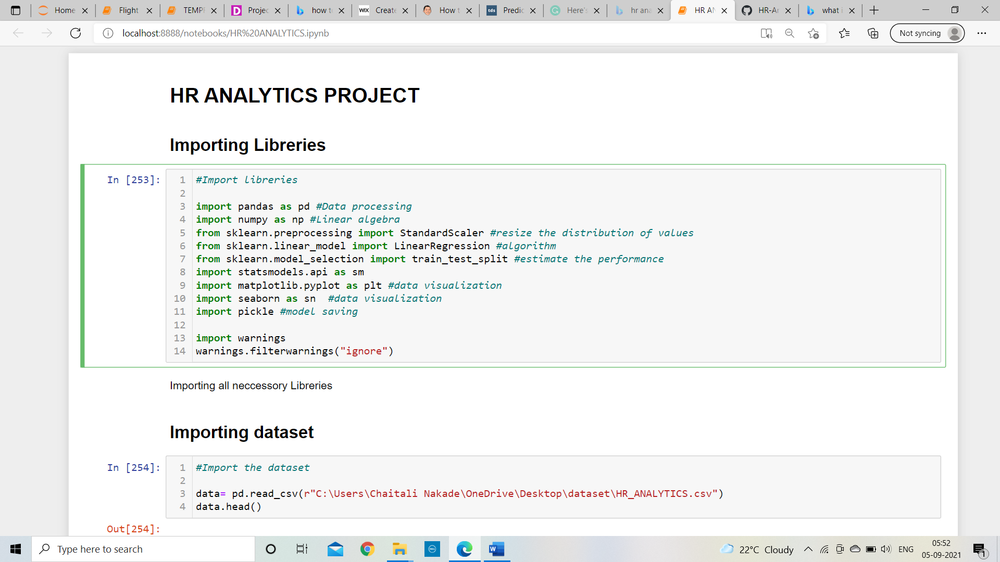 Home
Flight
TEMPF
Projec
how t
WIX Create
How t
tds Predic
Here's
hr ana
HR AN
HR-Ar
what i
localhost:8888/notebooks/HR%20ANALYTICS.ipynb
Not syncing
HR ANALYTICS PROJECT
Importing Libreries
In [253]:
1 #Import libreries
2
3 import pandas as pd #Data processing
4 import numpy as np #Linear algebra
5 from sklearn.preprocessing import StandardScaler #resize the distribution of values
6 from sklearn.linear_model import LinearRegression #algorithm
7 from sklearn.model_selection import train_test_split #estimate the performance
8 import statsmodels.api as sm
9 import matplotlib.pyplot as plt #data visualization
10 import seaborn as sn  #data visualization
11 import pickle #model saving
12
13 import warnings
14 warnings.filterwarnings("ignore")
Importing all neccessory Libreries
Importing dataset
In [254]:
1 #Import the dataset
2
3 data= pd.read_csv(r"C:\Users\Chaitali Nakade\OneDrive\Desktop\dataset\HR_ANALYTICS.csv")
4 data.head()
Out[254]:
Type here to search
DELL
22°C Cloudy
ENG
05:52
05-09-2021
1